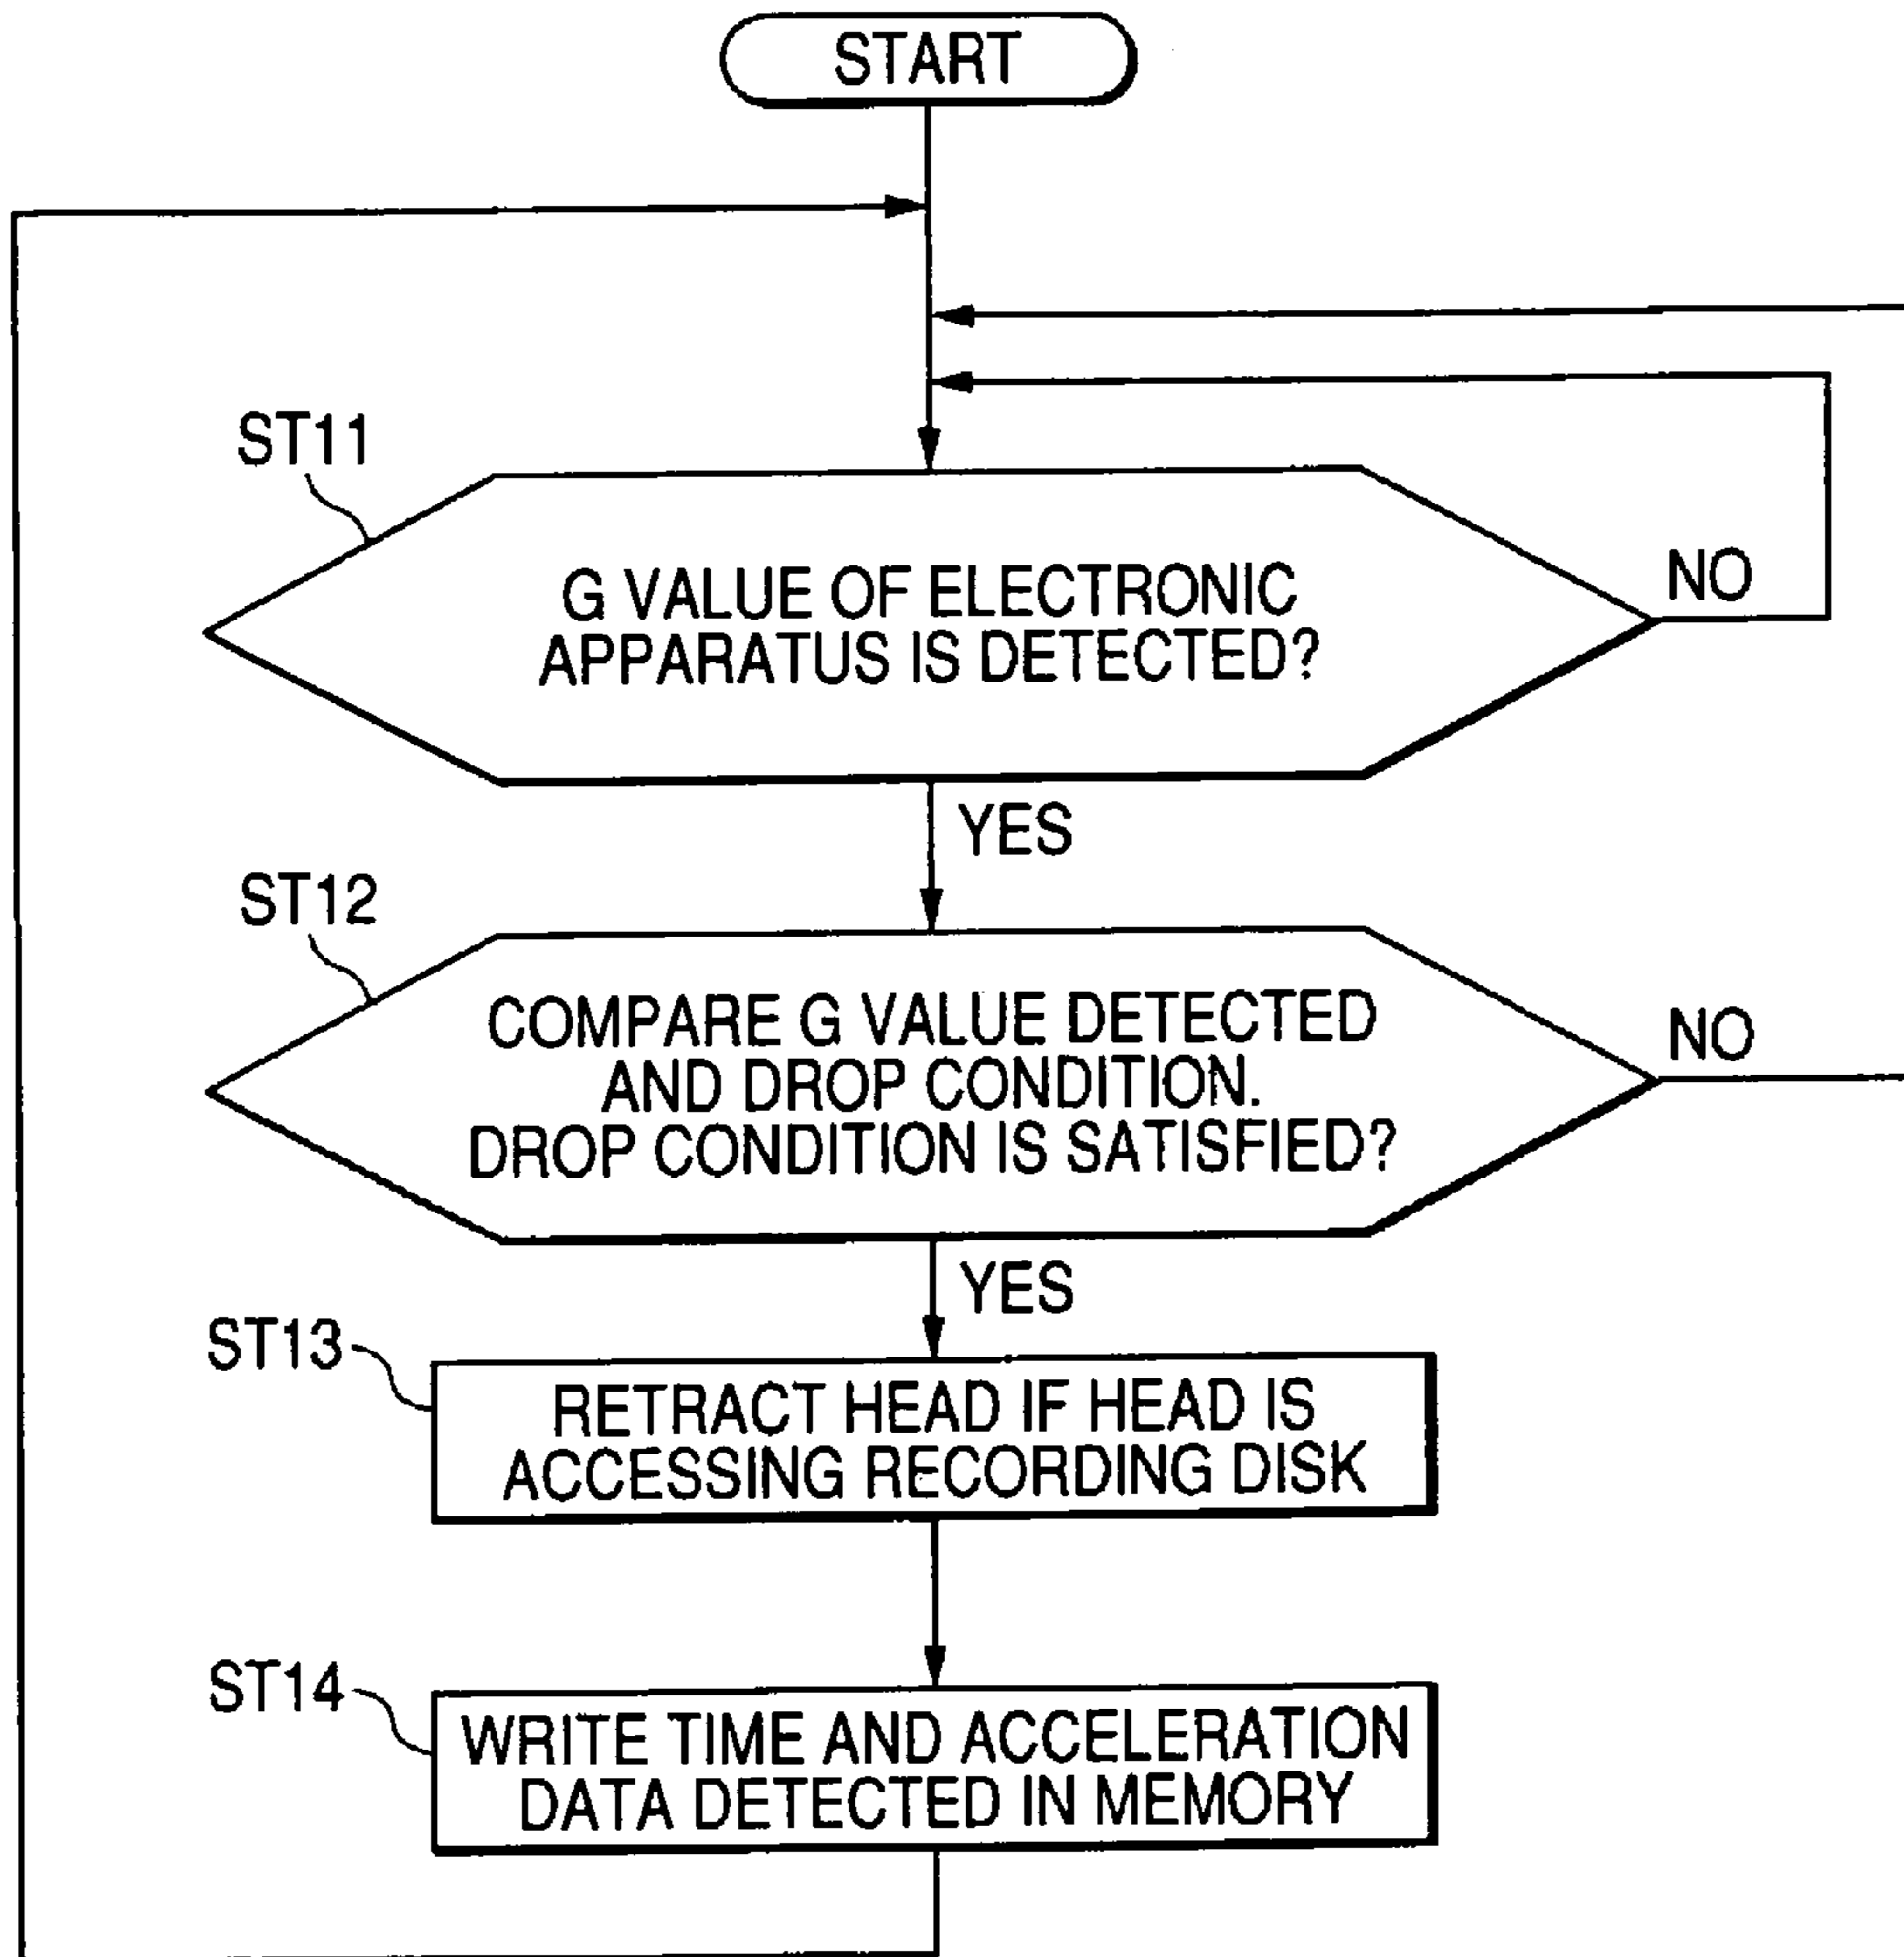 START
ST11
G VALUE OF ELECTRONIC
APPARATUS IS DETECTED?
NO
YES
ST12
COMPARE G VALUE DETECTED
AND DROP CONDITION.
DROP CONDITION IS SATISFIED?
NO
YES
ST13
RETRACT HEAD IF HEAD IS
ACCESSING RECORDING DISK
ST14
WRITE TIME AND ACCELERATION
DATA DETECTED IN MEMORY